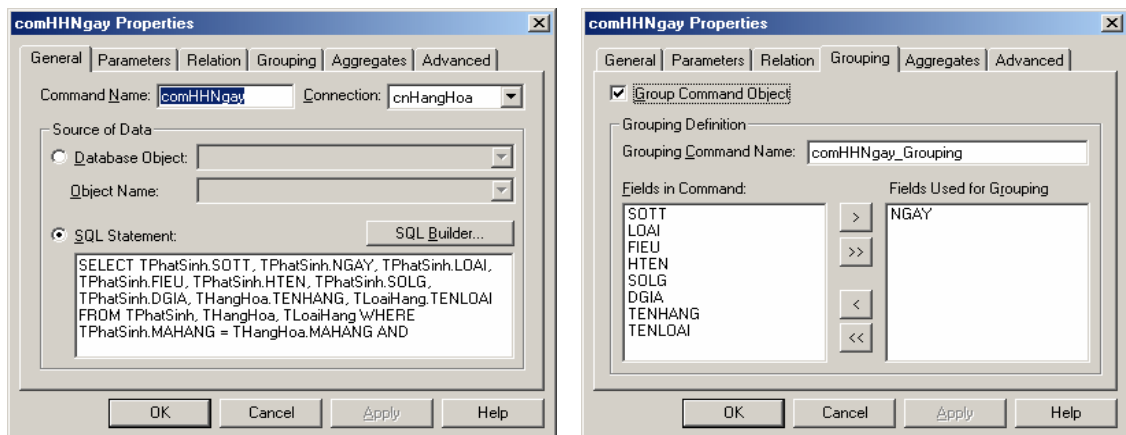 comHHNgay Properties
General Parameters Relation Grouping Aggregates Advanced
Command Name: comHHNgay Connection: cnHangHoa
Source of Data
Database Object:
Object Name:
SQL Statement: SQL Builder...
SELECT TPhatSinh.SOTT, TPhatSinh.NGAY, TPhatSinh.LOAI,
TPhatSinh.FIEU, TPhatSinh.HTEN, TPhatSinh.SOLG,
TPhatSinh.DGIA, THangHoa.TENHANG, TLoaiHang.TENLOAI
FROM TPhatSinh, THangHoa, TLoaiHang WHERE
TPhatSinh.MAHANG = THangHoa.MAHANG AND
OK Cancel Apply Help
comHHNgay Properties
General Parameters Relation Grouping Aggregates Advanced
Group Command Object
Grouping Definition
Grouping Command Name: comHHNgay_Grouping
Fields in Command: Fields Used for Grouping
SOTT > NGAY
LOAI
FIEU
HTEN >>
SOLG
DGIA
TENHANG <
TENLOAI
<<
OK Cancel Apply Help